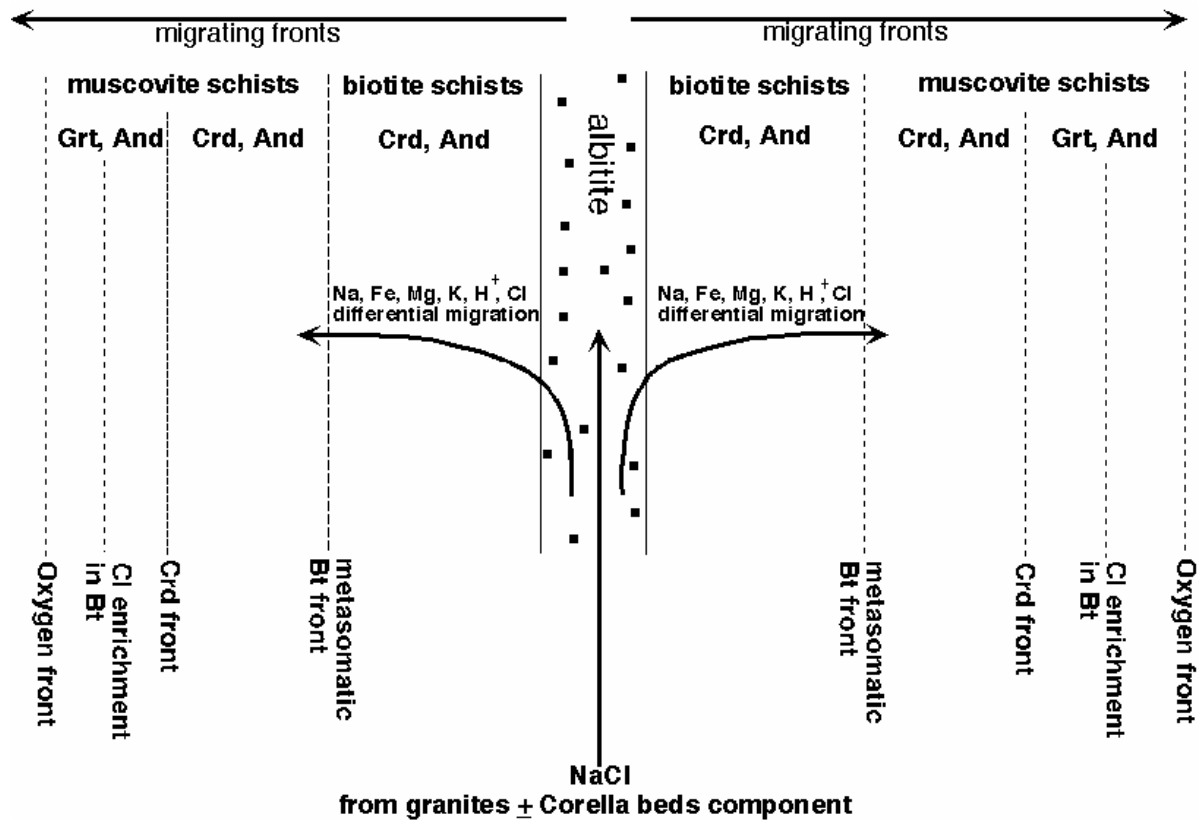 migrating fronts
migrating fronts
muscovite schists
biotite schists
biotite schists
muscovite schists
Grt, And
Crd, And
Crd, And
albitite
Crd, And
Crd, And
Grt, And
Na, Fe, Mg, K, H+, Cl
differential migration
Na, Fe, Mg, K, H+, Cl
differential migration
Oxygen front
Cl enrichment
in Bt
Crd front
metasomatic
Bt front
metasomatic
Bt front
Crd front
Cl enrichment
in Bt
Oxygen front
NaCl
from granites ± Corella beds component